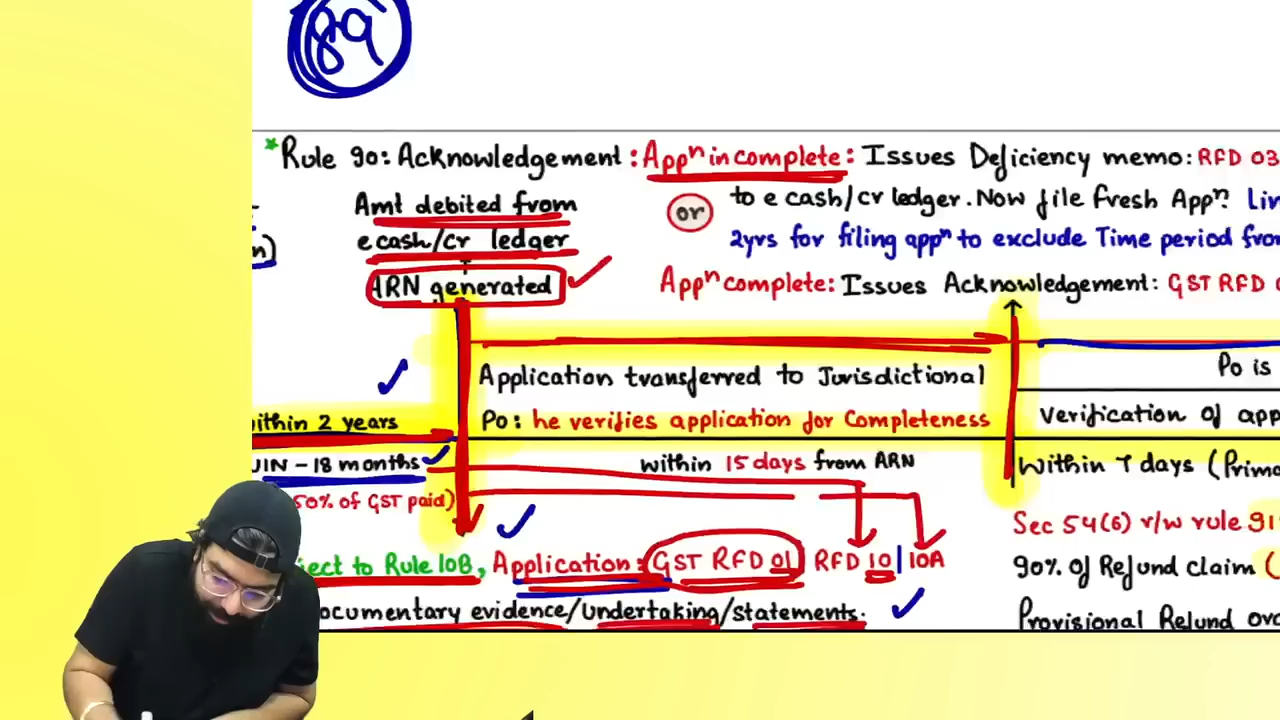 89
*Rule 90: Acknowledgement : Appⁿ incomplete : Issues Deficiency memo: RFD 03
Amt debited from
e cash/cr ledger
ARN generated
or
to e cash/cr ledger. Now file Fresh Appⁿ.
2yrs for filing appⁿ to exclude Time period
Appⁿ complete: Issues Acknowledgement: GST RFD
Application transferred to Jurisdictional
Po: he verifies application for Completeness
Po is
verification of
within 2 years
UIN - 18 months
50% of GST paid)
within 15 days from ARN
Within 7 days
Sec 54(6) r/w rule 91
90% of Refund claim (
Provisional Refund
to Rule 10B, Application: GST RFD 01 RFD 10 | 10A
evidence/undertaking/statements.